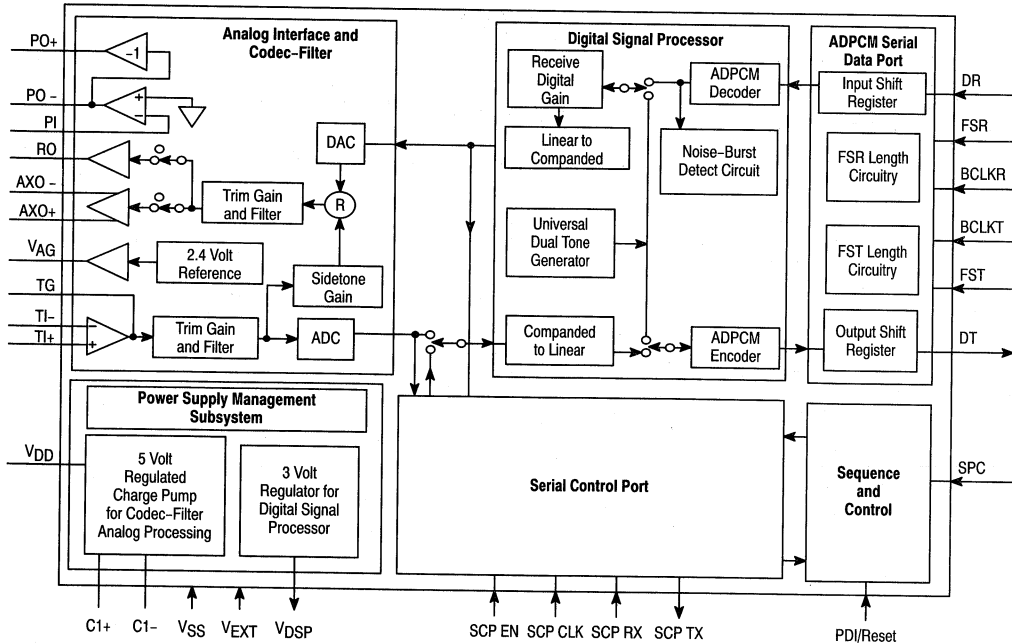 Analog Interface and
Codec–Filter
PO+
–1
PO –
+
–
PI
RO
AXO –
AXO+
VAG
TG
TI–
TI+
–
+
DAC
R
Trim Gain
and Filter
2.4 Volt
Reference
Sidetone
Gain
Trim Gain
and Filter
ADC
Digital Signal Processor
Receive
Digital
Gain
ADPCM
Decoder
Linear to
Companded
Noise–Burst
Detect Circuit
Universal
Dual Tone
Generator
Companded
to Linear
ADPCM
Encoder
ADPCM Serial
Data Port
Input Shift
Register
FSR Length
Circuitry
FST Length
Circuitry
Output Shift
Register
DR
FSR
BCLKR
BCLKT
FST
DT
Power Supply Management
Subsystem
VDD
5 Volt
Regulated
Charge Pump
for Codec–Filter
Analog Processing
3 Volt
Regulator for
Digital Signal
Processor
Serial Control Port
Sequence
and
Control
SPC
C1+
C1–
VSS
VEXT
VDSP
SCP EN
SCP CLK
SCP RX
SCP TX
PDI/Reset